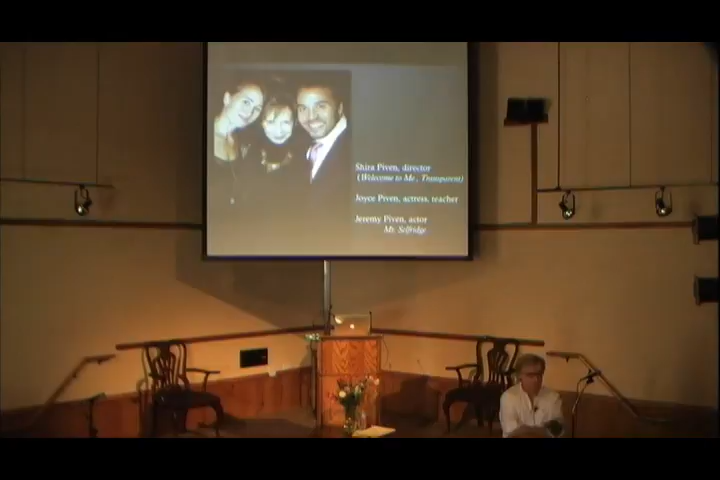 Shira Piven, director
(Welcome to Me, Transparent)
Joyce Piven, actress, teacher
Jeremy Piven, actor
Mr. Selfridge